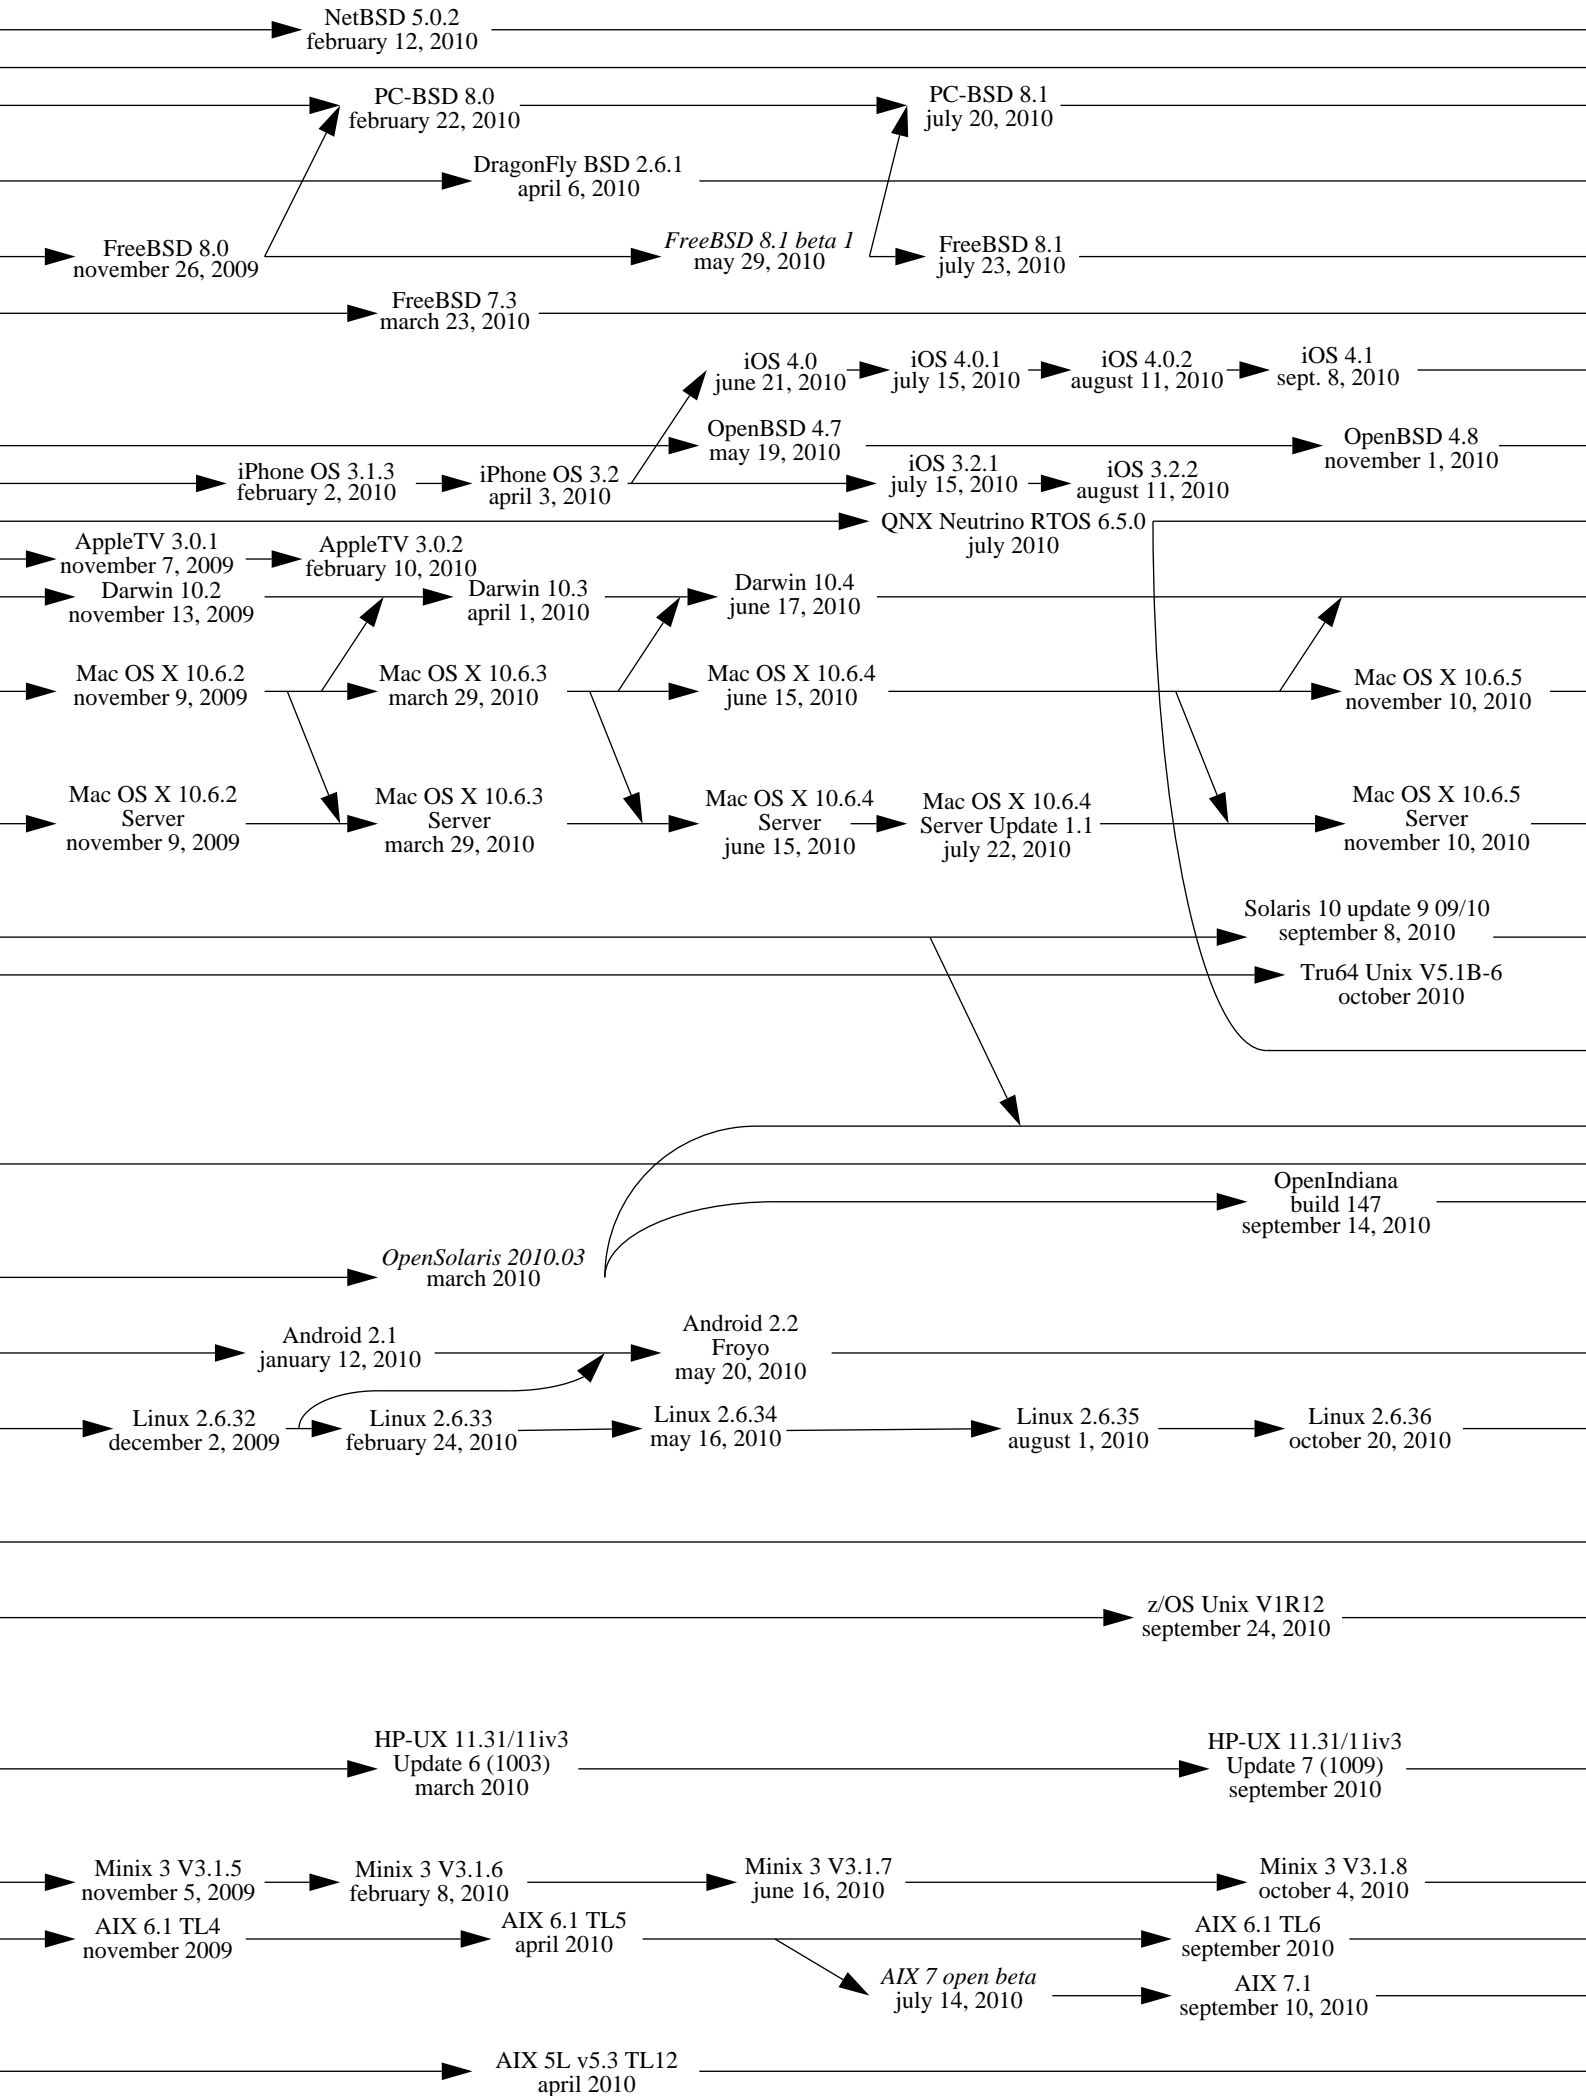 NetBSD 5.0.2
february 12, 2010
PC-BSD 8.0
february 22, 2010
PC-BSD 8.1
july 20, 2010
DragonFly BSD 2.6.1
april 6, 2010
FreeBSD 8.0
november 26, 2009
FreeBSD 8.1 beta 1
may 29, 2010
FreeBSD 8.1
july 23, 2010
FreeBSD 7.3
march 23, 2010
iOS 4.0
june 21, 2010
iOS 4.0.1
july 15, 2010
iOS 4.0.2
august 11, 2010
iOS 4.1
sept. 8, 2010
OpenBSD 4.7
may 19, 2010
OpenBSD 4.8
november 1, 2010
iPhone OS 3.1.3
february 2, 2010
iPhone OS 3.2
april 3, 2010
iOS 3.2.1
july 15, 2010
iOS 3.2.2
august 11, 2010
QNX Neutrino RTOS 6.5.0
july 2010
AppleTV 3.0.1
november 7, 2009
AppleTV 3.0.2
february 10, 2010
Darwin 10.2
november 13, 2009
Darwin 10.3
april 1, 2010
Darwin 10.4
june 17, 2010
Mac OS X 10.6.2
november 9, 2009
Mac OS X 10.6.3
march 29, 2010
Mac OS X 10.6.4
june 15, 2010
Mac OS X 10.6.5
november 10, 2010
Mac OS X 10.6.2
Server
november 9, 2009
Mac OS X 10.6.3
Server
march 29, 2010
Mac OS X 10.6.4
Server
june 15, 2010
Mac OS X 10.6.4
Server Update 1.1
july 22, 2010
Mac OS X 10.6.5
Server
november 10, 2010
Solaris 10 update 9 09/10
september 8, 2010
Tru64 Unix V5.1B-6
october 2010
OpenIndiana
build 147
september 14, 2010
OpenSolaris 2010.03
march 2010
Android 2.1
january 12, 2010
Android 2.2
Froyo
may 20, 2010
Linux 2.6.32
december 2, 2009
Linux 2.6.33
february 24, 2010
Linux 2.6.34
may 16, 2010
Linux 2.6.35
august 1, 2010
Linux 2.6.36
october 20, 2010
z/OS Unix V1R12
september 24, 2010
HP-UX 11.31/11iv3
Update 6 (1003)
march 2010
HP-UX 11.31/11iv3
Update 7 (1009)
september 2010
Minix 3 V3.1.5
november 5, 2009
Minix 3 V3.1.6
february 8, 2010
Minix 3 V3.1.7
june 16, 2010
Minix 3 V3.1.8
october 4, 2010
AIX 6.1 TL4
november 2009
AIX 6.1 TL5
april 2010
AIX 6.1 TL6
september 2010
AIX 7 open beta
july 14, 2010
AIX 7.1
september 10, 2010
AIX 5L v5.3 TL12
april 2010